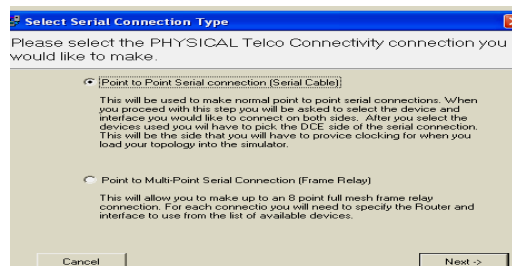 Select Serial Connection Type
Please select the PHYSICAL Telco Connectivity connection you
would like to make.
Point to Point Serial connection (Serial Cable)
This will be used to make normal point to point serial connections. When
you proceed with this step you will be asked to select the device and
interface you would like to connect on both sides. After you select the
devices used you wil have to pick the DCE side of the serial connection.
This will be the side that you will have to provice clocking for when you
load your topology into the simulator.
Point to Multi-Point Serial Connection (Frame Relay)
This will allow you to make up to an 8 point full mesh frame relay
connection. For each connectio you will need to specify the Router and
interface to use from the list of available devices.
Cancel
Next ->